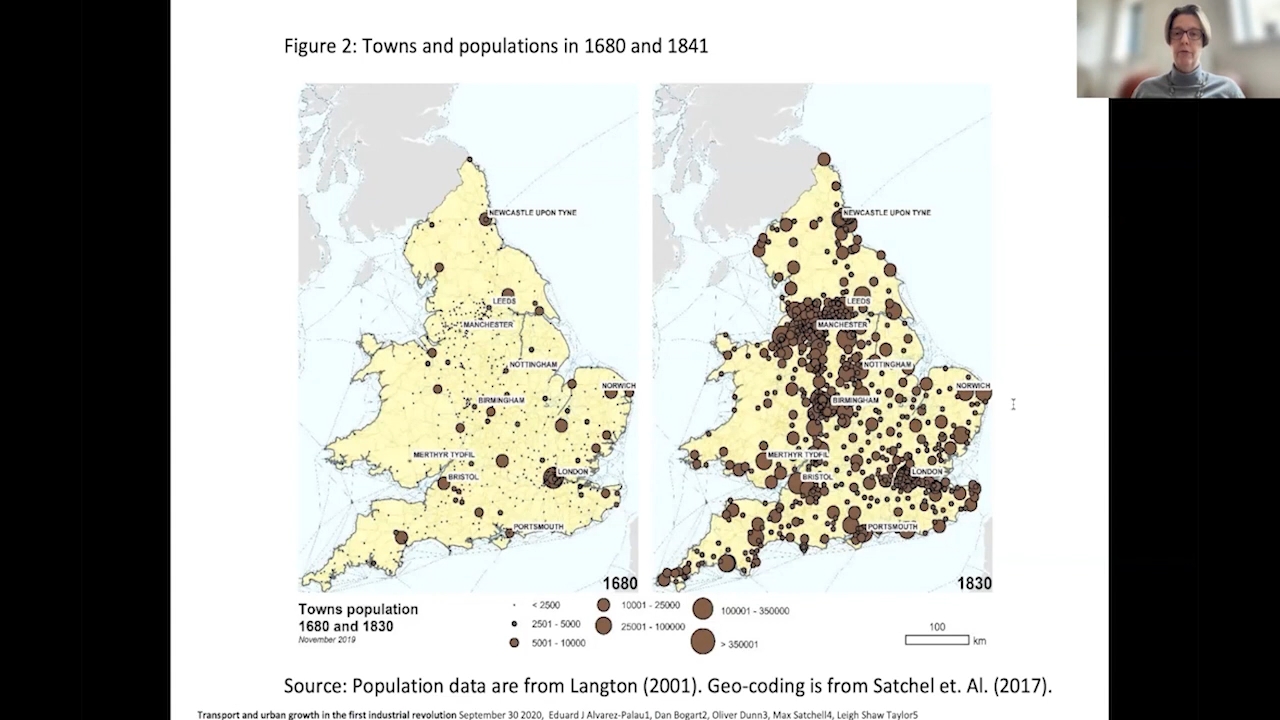 Figure 2: Towns and populations in 1680 and 1841
NEWCASTLE UPON TYNE
LEEDS
MANCHESTER
NOTTINGHAM
NORWICH
BIRMINGHAM
MERTHYR TYDFIL
LONDON
BRISTOL
PORTSMOUTH
1680
NEWCASTLE UPON TYNE
LEEDS
MANCHESTER
NOTTINGHAM
NORWICH
BIRMINGHAM
MERTHYR TYDFIL
LONDON
BRISTOL
PORTSMOUTH
1830
Towns population
1680 and 1830
November 2019
< 2500
2501 - 5000
5001 - 10000
10001 - 25000
25001 - 100000
100001 - 350000
> 350001
100
km
Source: Population data are from Langton (2001). Geo-coding is from Satchel et. Al. (2017).
Transport and urban growth in the first industrial revolution September 30 2020, Eduard J Alvarez-Palau1, Dan Bogart2, Oliver Dunn3, Max Satchell4, Leigh Shaw Taylor5